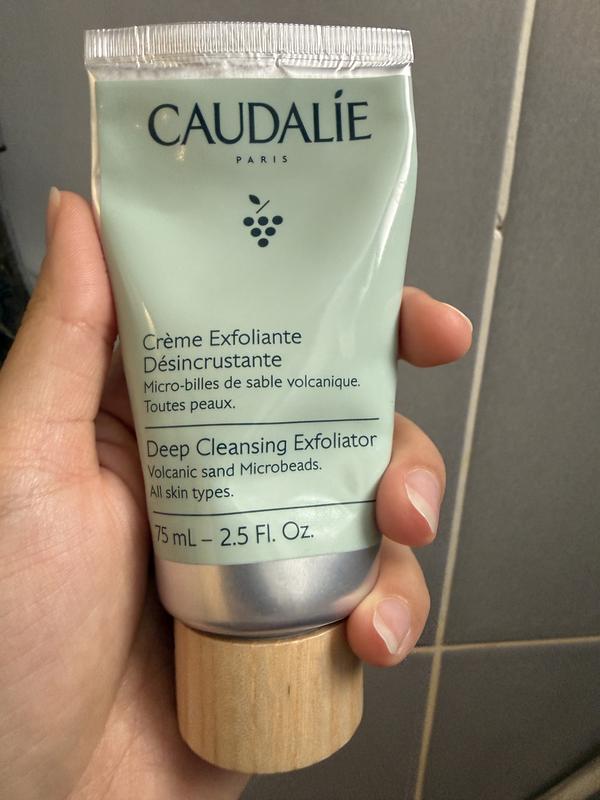 CAUDALÍE
PARIS
Crème Exfoliante
Désincrustante
Micro-billes de sable volcanique.
Toutes peaux.
Deep Cleansing Exfoliator
Volcanic sand Microbeads.
All skin types.
75 mL – 2.5 Fl. Oz.